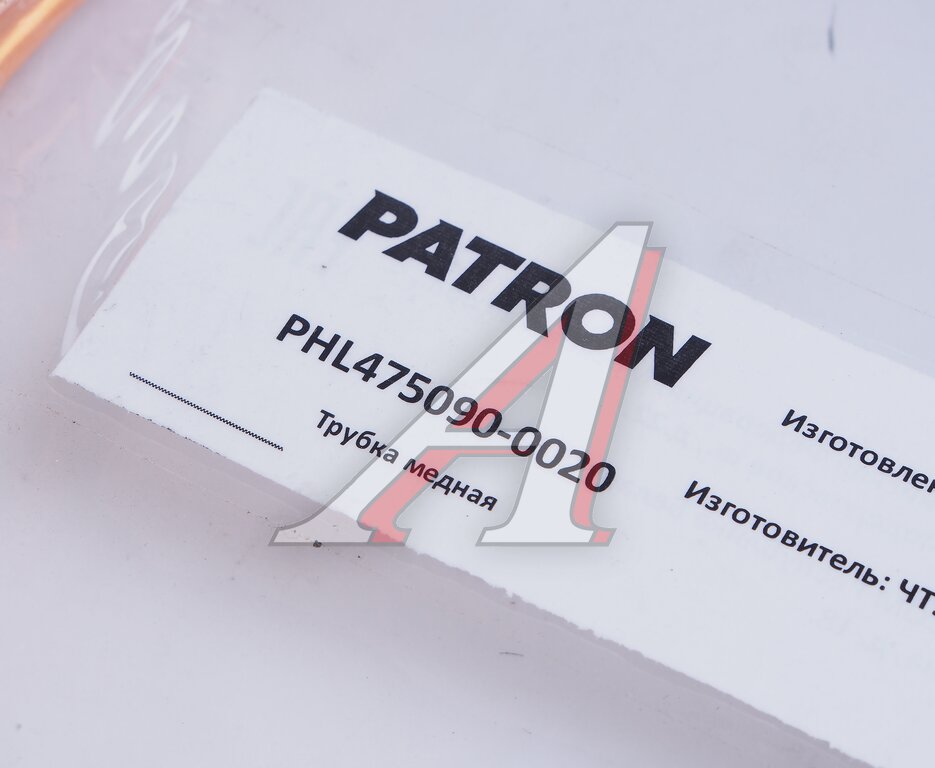 PATRON
PHL475090-0020
Трубка медная
Изготовитель: